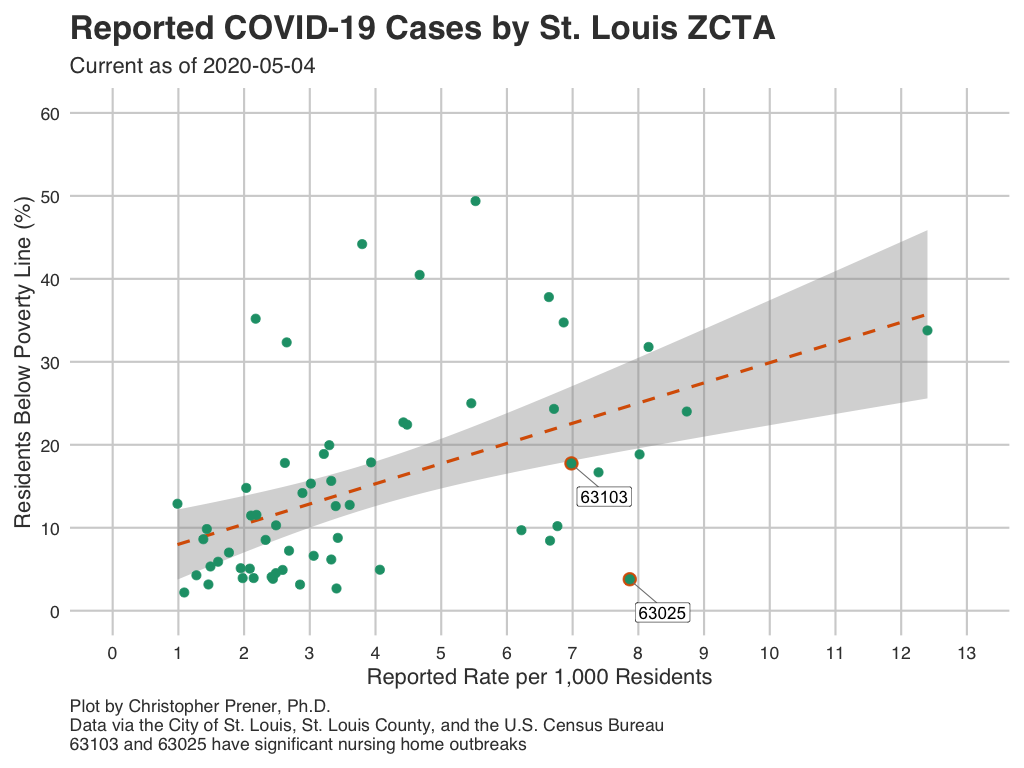 Reported COVID-19 Cases by St. Louis ZCTA
Current as of 2020-05-04
Residents Below Poverty Line (%)
60
50
40
30
20
10
0
63103
63025
0 1 2 3 4 5 6 7 8 9 10 11 12 13
Reported Rate per 1,000 Residents
Plot by Christopher Prener, Ph.D.
Data via the City of St. Louis, St. Louis County, and the U.S. Census Bureau
63103 and 63025 have significant nursing home outbreaks